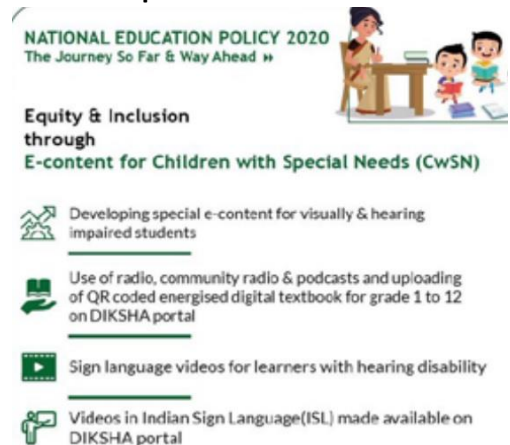 NATIONAL EDUCATION POLICY 2020
The Journey So Far & Way Ahead »
Equity & Inclusion
through
E-content for Children with Special Needs (CwSN)
Developing special e-content for visually & hearing
impaired students
Use of radio, community radio & podcasts and uploading
of QR coded energised digital textbook for grade 1 to 12
on DIKSHA portal
Sign language videos for learners with hearing disability
Videos in Indian Sign Language(ISL) made available on
DIKSHA portal